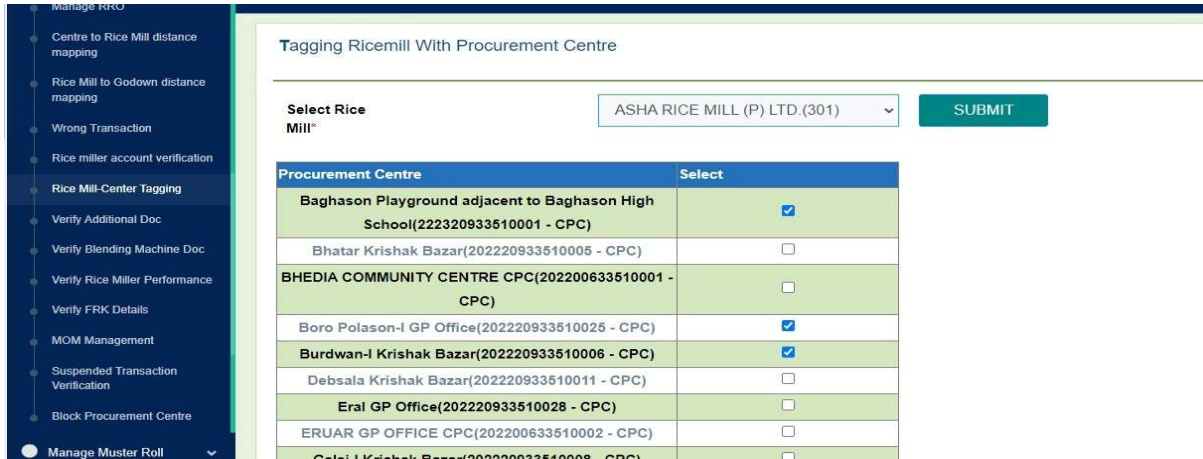 Manage RRO
Centre to Rice Mill distance
mapping
Rice Mill to Godown distance
mapping
Wrong Transaction
Rice miller account verification
Rice Mill-Center Tagging
Verify Additional Doc
Verify Blending Machine Doc
Verify Rice Miller Performance
Verify FRK Details
MOM Management
Suspended Transaction
Verification
Block Procurement Centre
Manage Muster Roll
Tagging Ricemill With Procurement Centre
Select Rice
Mill*
ASHA RICE MILL (P) LTD.(301)
SUBMIT
Procurement Centre Select
Baghason Playground adjacent to Baghason High
School(222320933510001 - CPC)
Bhatar Krishak Bazar(202220933510005 - CPC)
BHEDIA COMMUNITY CENTRE CPC(202200633510001 -
CPC)
Boro Polason-I GP Office(202220933510025 - CPC)
Burdwan-I Krishak Bazar(202220933510006 - CPC)
Debsala Krishak Bazar(202220933510011 - CPC)
Eral GP Office(202220933510028 - CPC)
ERUAR GP OFFICE CPC(202200633510002 - CPC)
Galsi-I Krishak Bazar(202220933510008 - CPC)